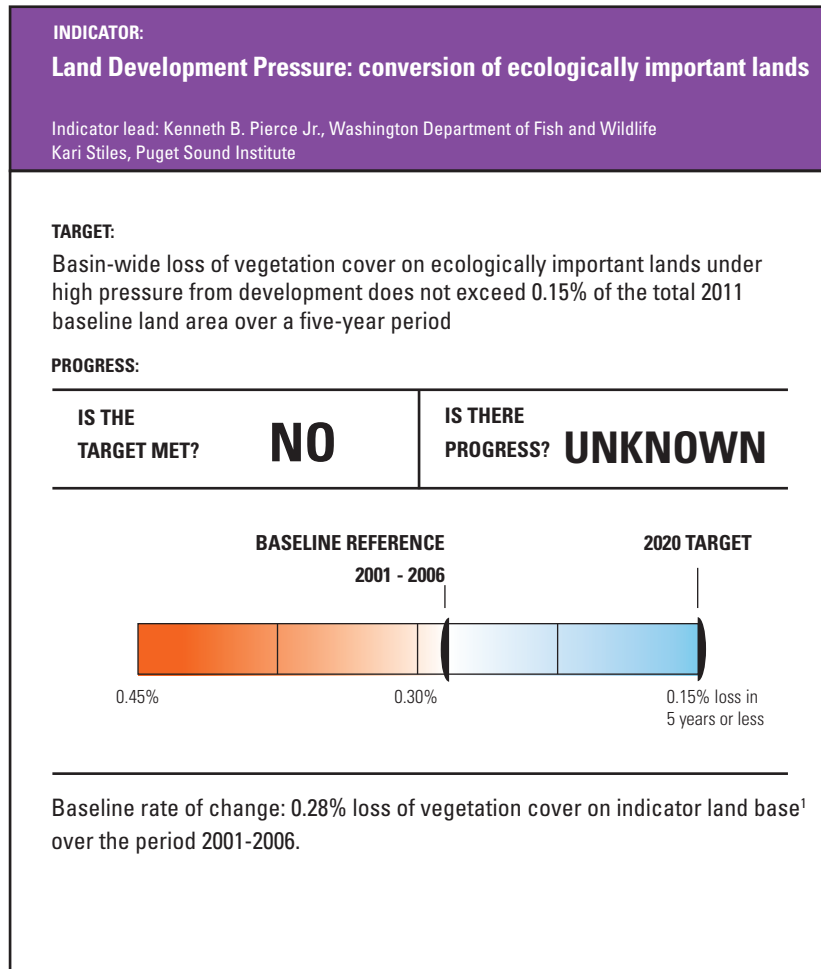 INDICATOR:
Land Development Pressure: conversion of ecologically important lands
Indicator lead: Kenneth B. Pierce Jr., Washington Department of Fish and Wildlife
Kari Stiles, Puget Sound Institute
TARGET:
Basin-wide loss of vegetation cover on ecologically important lands under
high pressure from development does not exceed 0.15% of the total 2011
baseline land area over a five-year period
PROGRESS:
IS THE
TARGET MET?
NO
IS THERE
PROGRESS?
UNKNOWN
BASELINE REFERENCE
2001 - 2006
2020 TARGET
0.45%
0.30%
0.15% loss in
5 years or less
Baseline rate of change: 0.28% loss of vegetation cover on indicator land base¹
over the period 2001-2006.